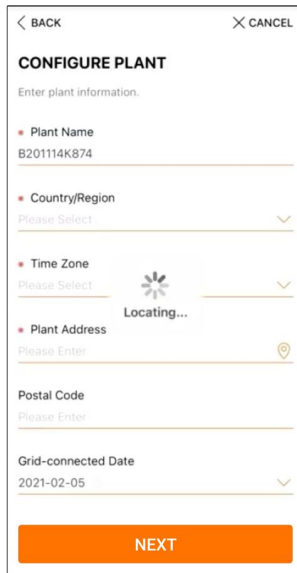 BACK CANCEL
CONFIGURE PLANT
Enter plant information.
* Plant Name
B201114K874
* Country/Region
Please Select
* Time Zone
Please Select
Locating...
* Plant Address
Please Enter
Postal Code
Please Enter
Grid-connected Date
2021-02-05
NEXT